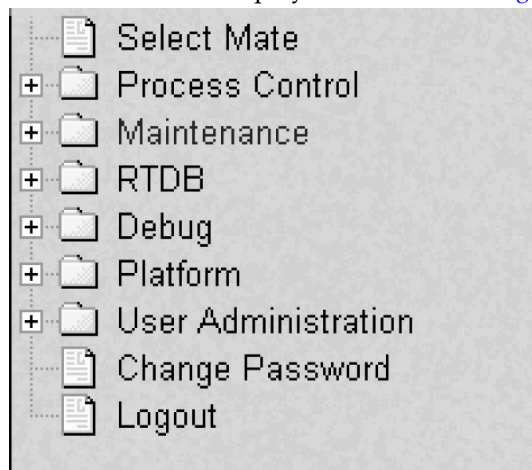 Select Mate
Process Control
Maintenance
RTDB
Debug
Platform
User Administration
Change Password
Logout